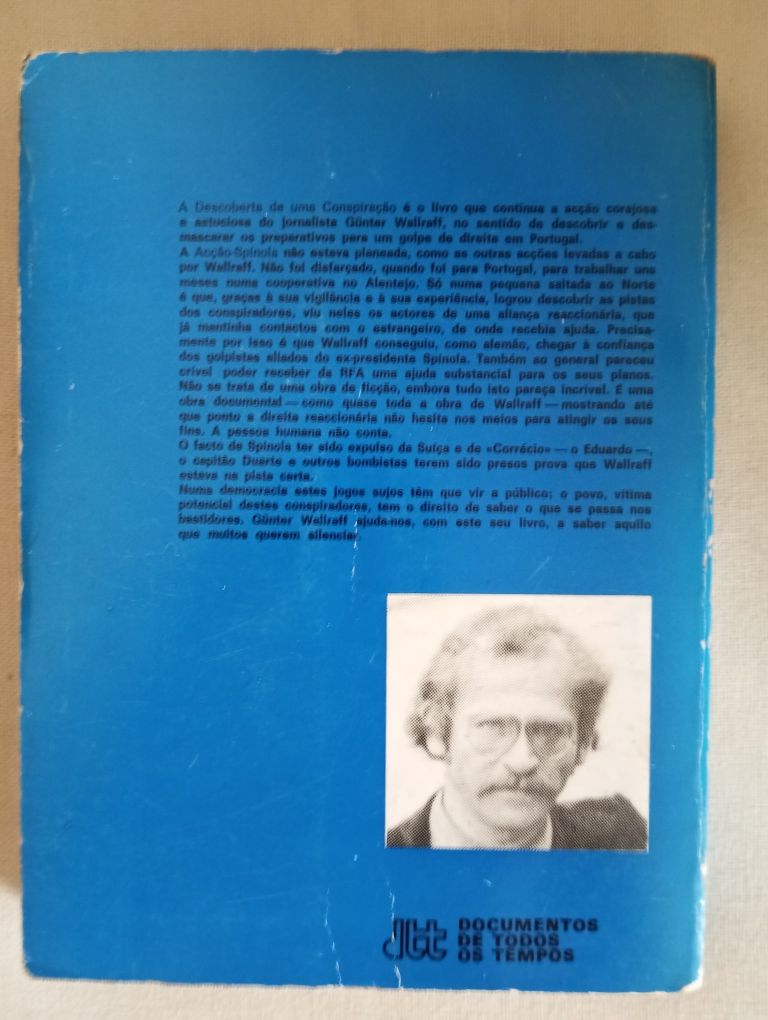 A Descoberta de uma Conspiração é o livro que continua a acção corajosa
e astuciosa do jornalista Günter Wallraff, no sentido de descobrir e des-
mascarar os preparativos para um golpe de direita em Portugal.
A Acção-Spínola não estava planeada, como as outras acções levadas a cabo
por Wallraff. Não foi disfarçado, quando foi para Portugal, para trabalhar uns
meses numa cooperativa no Alentejo. Só numa pequena saltada ao Norte
é que, graças à sua vigilância e à sua experiência, logrou descobrir as pistas
dos conspiradores, viu neles os actores de uma aliança reaccionária, que
já mantinha contactos com o estrangeiro, de onde recebia ajuda. Precisa-
mente por isso é que Wallraff conseguiu, como alemão, chegar à confiança
dos golpistas aliados do ex-presidente Spínola. Também ao general pareceu
crível poder receber da RFA uma ajuda substancial para os seus planos.
Não se trata de uma obra de ficção, embora tudo isto pareça incrível. É uma
obra documental — como quase toda a obra de Wallraff — mostrando até
que ponto a direita reaccionária não hesita nos meios para atingir os seus
fins. A pessoa humana não conta.
O facto de Spínola ter sido expulso da Suíça e de «Corrécio» — o Eduardo —,
o capitão Duarte e outros bombistas terem sido presos prova que Wallraff
estava na pista certa.
Numa democracia estes jogos sujos têm que vir a público; o povo, vítima
potencial destes conspiradores, tem o direito de saber o que se passa nos
bastidores. Günter Wallraff ajuda-nos, com este seu livro, a saber aquilo
que muitos querem silenciar.
dtt DOCUMENTOS
DE TODOS
OS TEMPOS